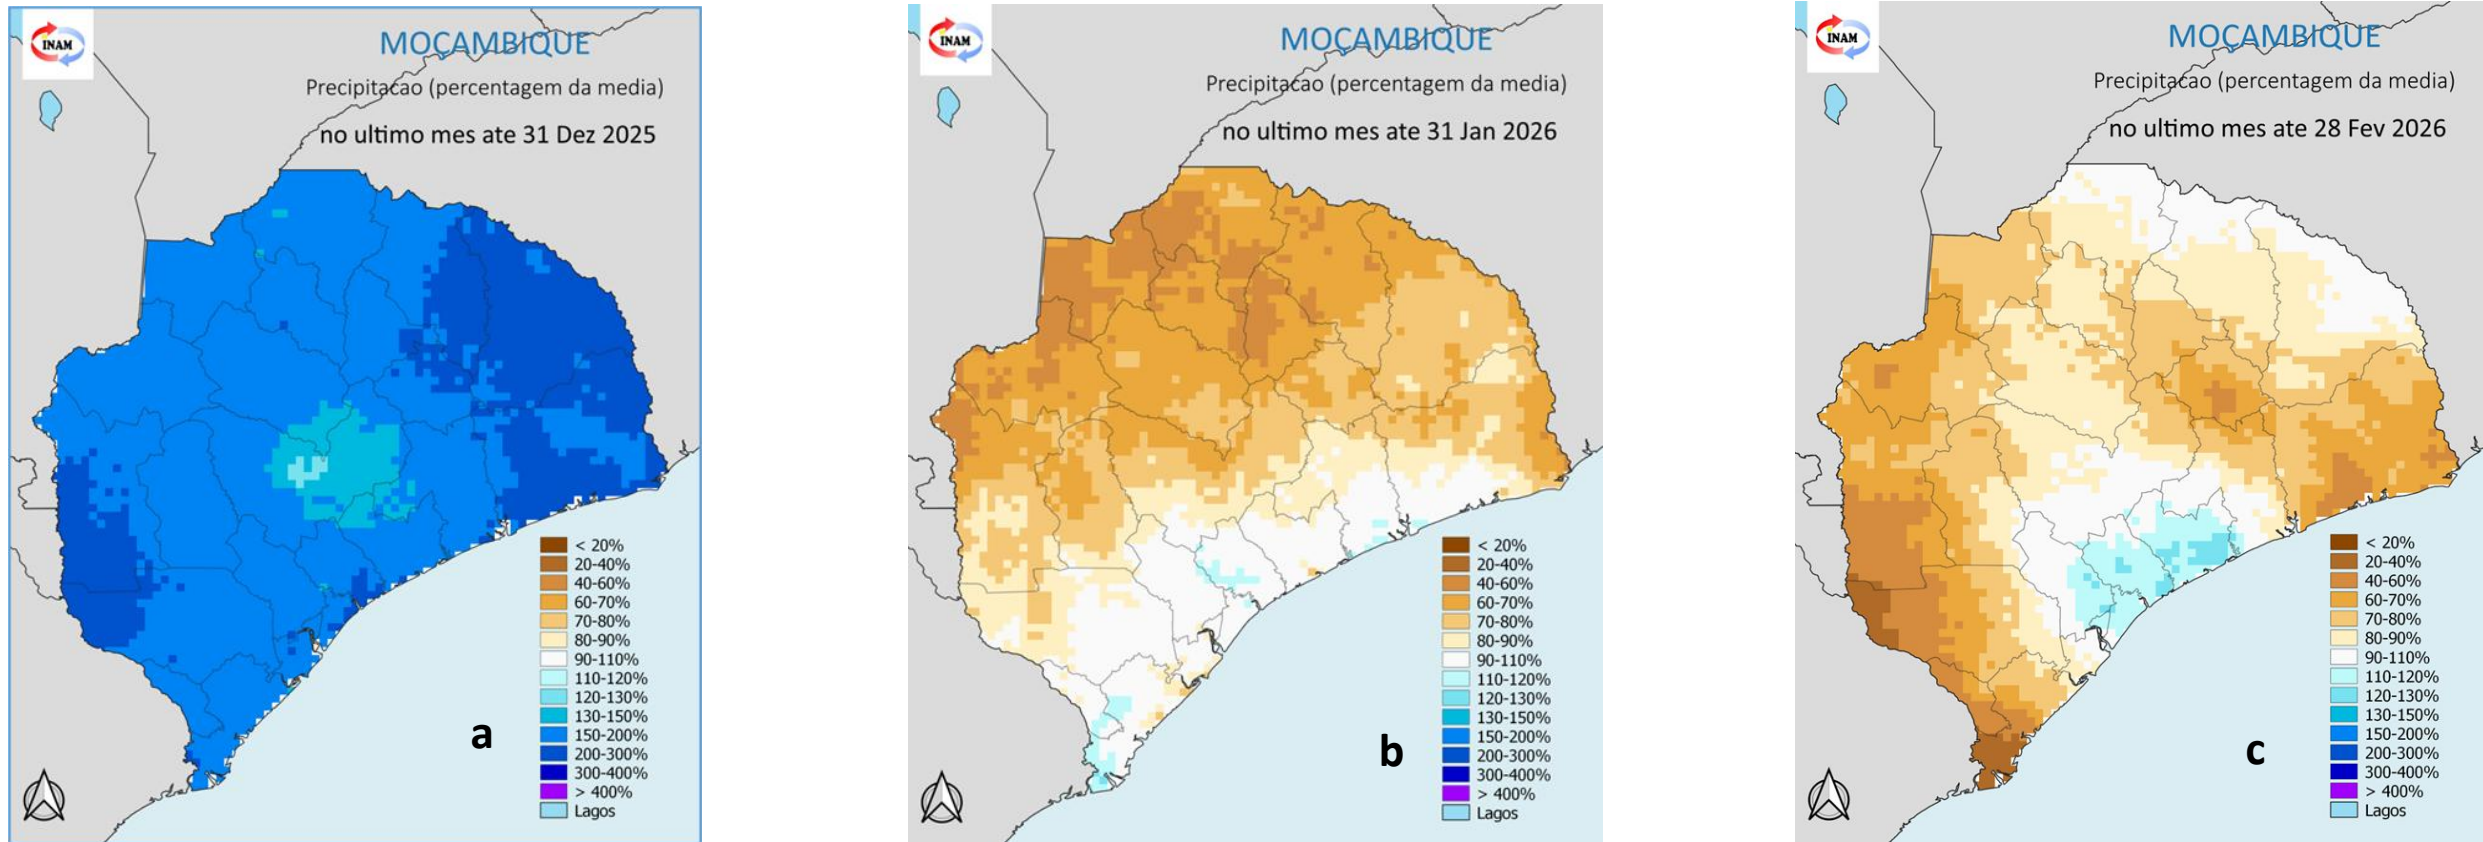 INAM
MOÇAMBIQUE
Precipitacao (percentagem da media)
no ultimo mes ate 31 Dez 2025
a
< 20%
20-40%
40-60%
60-70%
70-80%
80-90%
90-110%
110-120%
120-130%
130-150%
150-200%
200-300%
300-400%
> 400%
Lagos
INAM
MOÇAMBIQUE
Precipitacao (percentagem da media)
no ultimo mes ate 31 Jan 2026
b
< 20%
20-40%
40-60%
60-70%
70-80%
80-90%
90-110%
110-120%
120-130%
130-150%
150-200%
200-300%
300-400%
> 400%
Lagos
INAM
MOÇAMBIQUE
Precipitacao (percentagem da media)
no ultimo mes ate 28 Fev 2026
c
< 20%
20-40%
40-60%
60-70%
70-80%
80-90%
90-110%
110-120%
120-130%
130-150%
150-200%
200-300%
300-400%
> 400%
Lagos